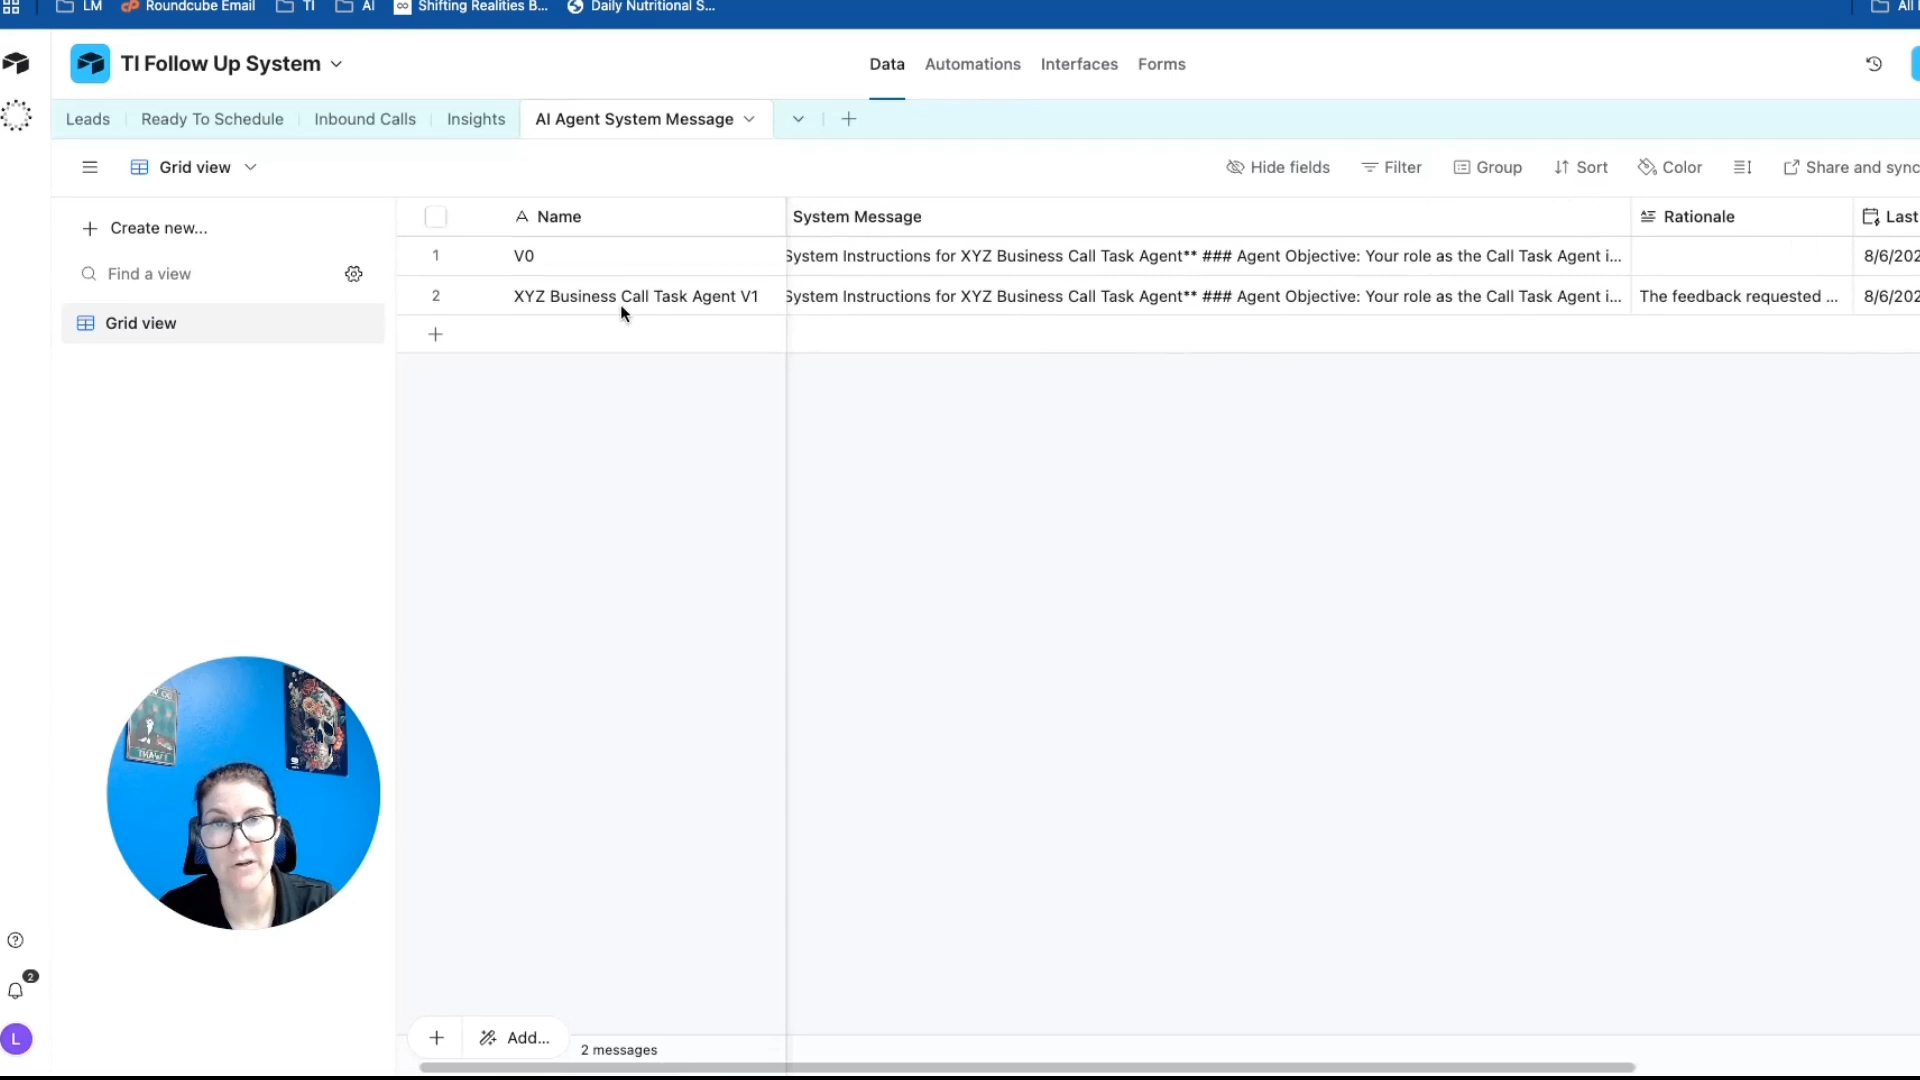 LM Roundcube Email TI AI Shifting Realities B... Daily Nutritional S... All
TI Follow Up System
Data Automations Interfaces Forms
Leads Ready To Schedule Inbound Calls Insights AI Agent System Message
Grid view
Hide fields Filter Group Sort Color Share and sync
Create new...
Find a view
Grid view
Name System Message Rationale Last
1 V0 System Instructions for XYZ Business Call Task Agent** ### Agent Objective: Your role as the Call Task Agent i... 8/6/202
2 XYZ Business Call Task Agent V1 System Instructions for XYZ Business Call Task Agent** ### Agent Objective: Your role as the Call Task Agent i... The feedback requested ... 8/6/202
2
L
Add...
2 messages